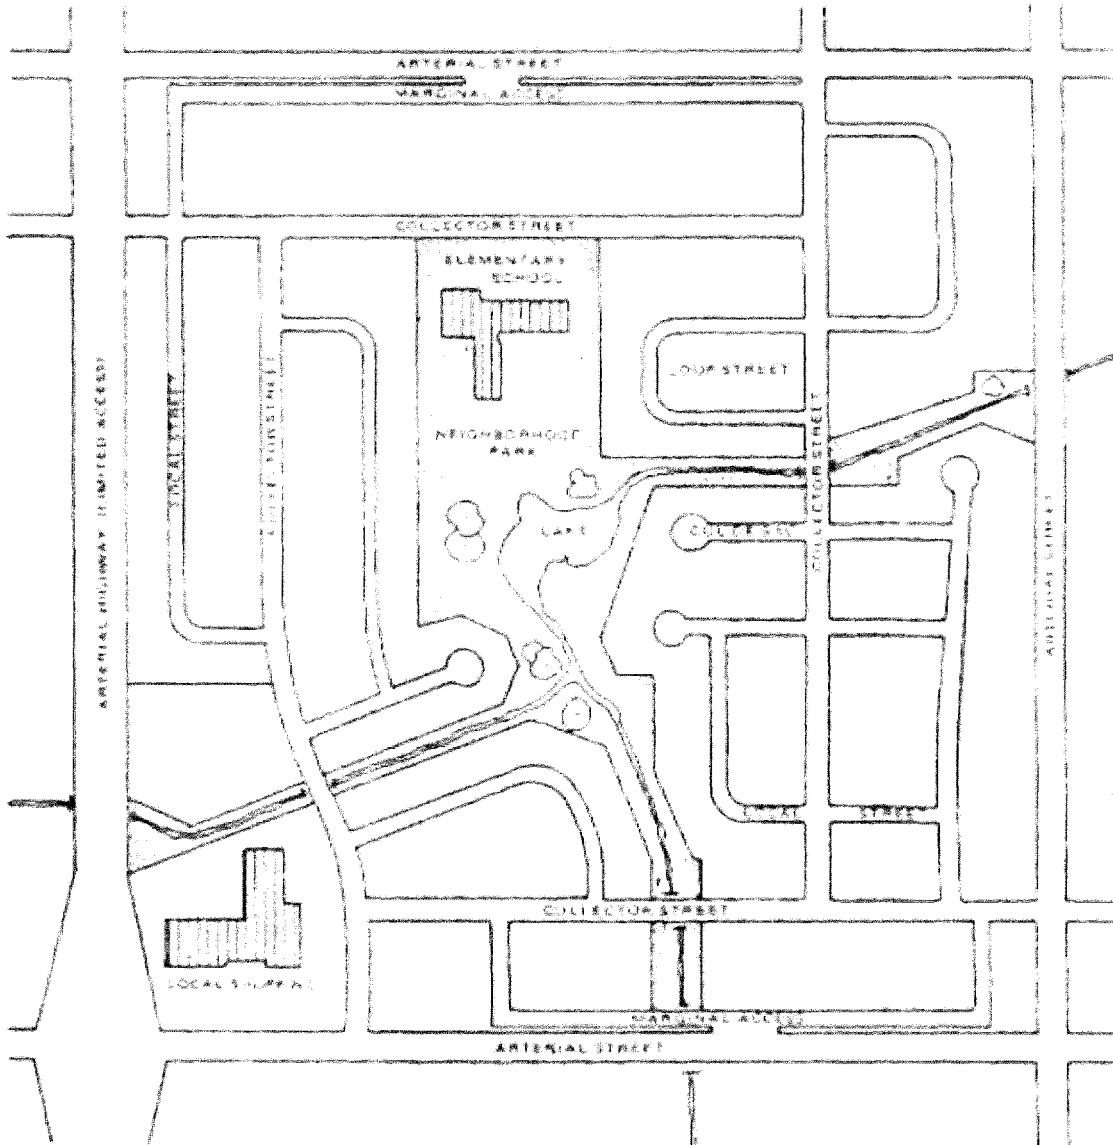 ARTERIAL STREET
MARGINAL ACCESS
COLLECTOR STREET
ELEMENTARY
SCHOOL
LOOP STREET
NEIGHBORHOOD
PARK
LAKE
LOCAL STREET
COLLECTOR STREET
ARTERIAL HIGHWAY (LIMITED ACCESS)
COLLECTOR STREET
CUL DE SAC
ARTERIAL STREET
LOCAL STREET
COLLECTOR STREET
LOCAL SHOPPING
MARGINAL ACCESS
ARTERIAL STREET